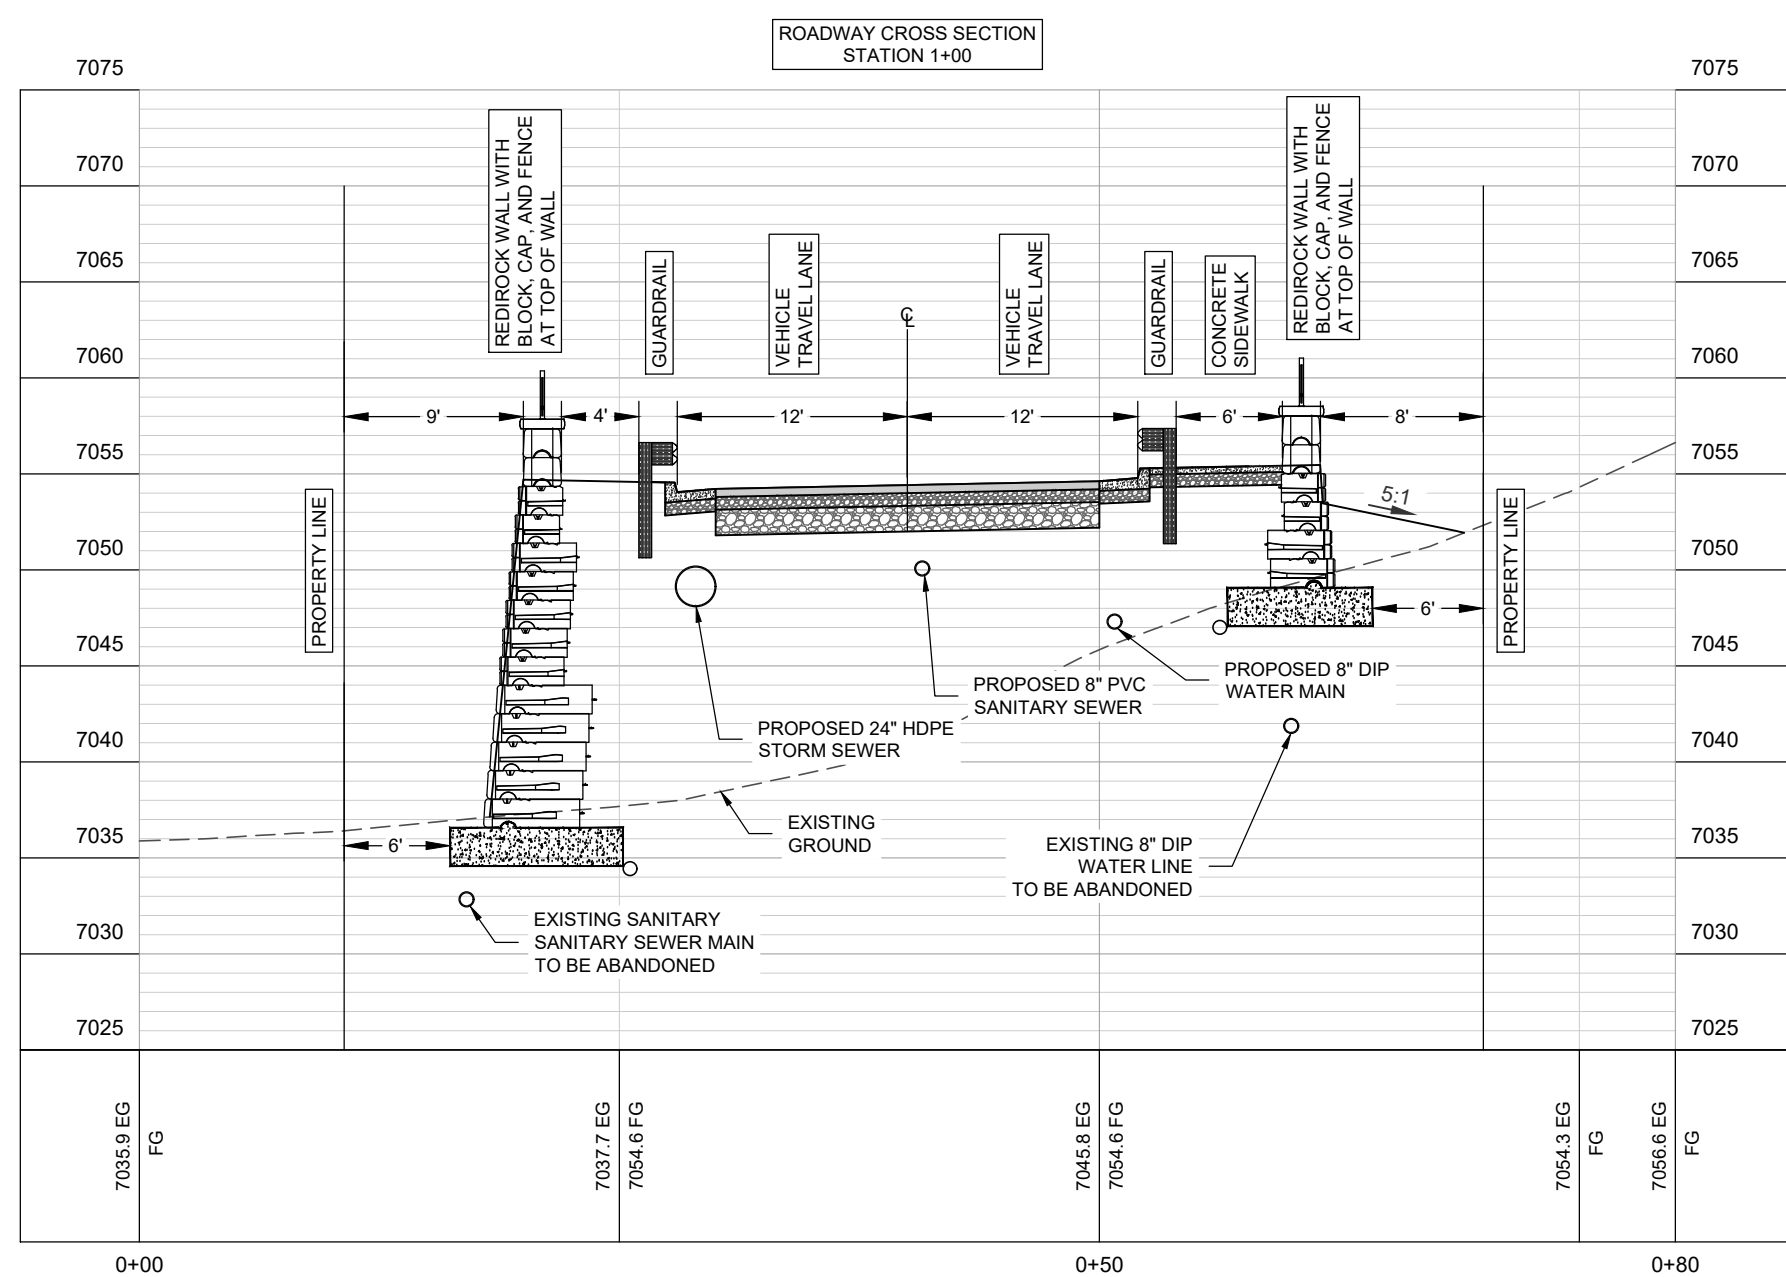 ROADWAY CROSS SECTION
STATION 1+00
7075
7075
7070
7070
7065
7065
7060
7060
7055
7055
7050
7050
7045
7045
7040
7040
7035
7035
7030
7030
7025
7025
REDIROCK WALL WITH
BLOCK, CAP, AND FENCE
AT TOP OF WALL
GUARDRAIL
VEHICLE
TRAVEL LANE
℄
VEHICLE
TRAVEL LANE
GUARDRAIL
CONCRETE
SIDEWALK
REDIROCK WALL WITH
BLOCK, CAP, AND FENCE
AT TOP OF WALL
9'
4'
12'
12'
6'
8'
PROPERTY LINE
5:1
PROPERTY LINE
6'
PROPOSED 8" DIP
WATER MAIN
PROPOSED 8" PVC
SANITARY SEWER
PROPOSED 24" HDPE
STORM SEWER
EXISTING
GROUND
6'
EXISTING 8" DIP
WATER LINE
TO BE ABANDONED
EXISTING SANITARY
SANITARY SEWER MAIN
TO BE ABANDONED
7035.9 EG
FG
7037.7 EG
7054.6 FG
7045.8 EG
7054.6 FG
7054.3 EG
FG
7056.6 EG
FG
0+00
0+50
0+80